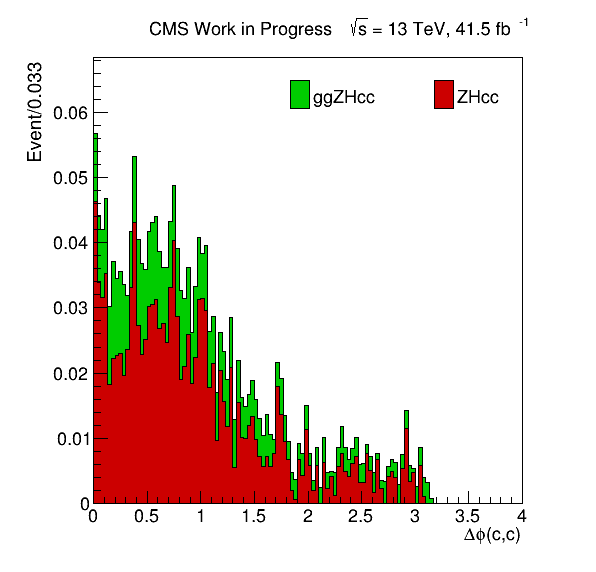 CMS Work in Progress √s = 13 TeV, 41.5 fb⁻¹
Event/0.033
ggZHcc ZHcc
0.06
0.05
0.04
0.03
0.02
0.01
0
0 0.5 1 1.5 2 2.5 3 3.5 4
Δϕ(c,c)